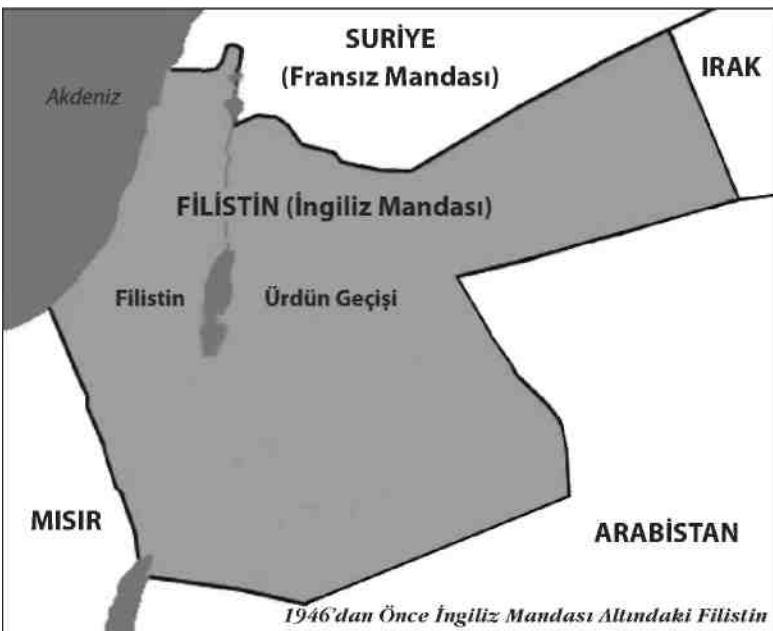 SURİYE
(Fransız Mandası)
IRAK
Akdeniz
FİLİSTİN (İngiliz Mandası)
Filistin
Ürdün Geçişi
MISIR
ARABİSTAN
1946'dan Önce İngiliz Mandası Altındaki Filistin